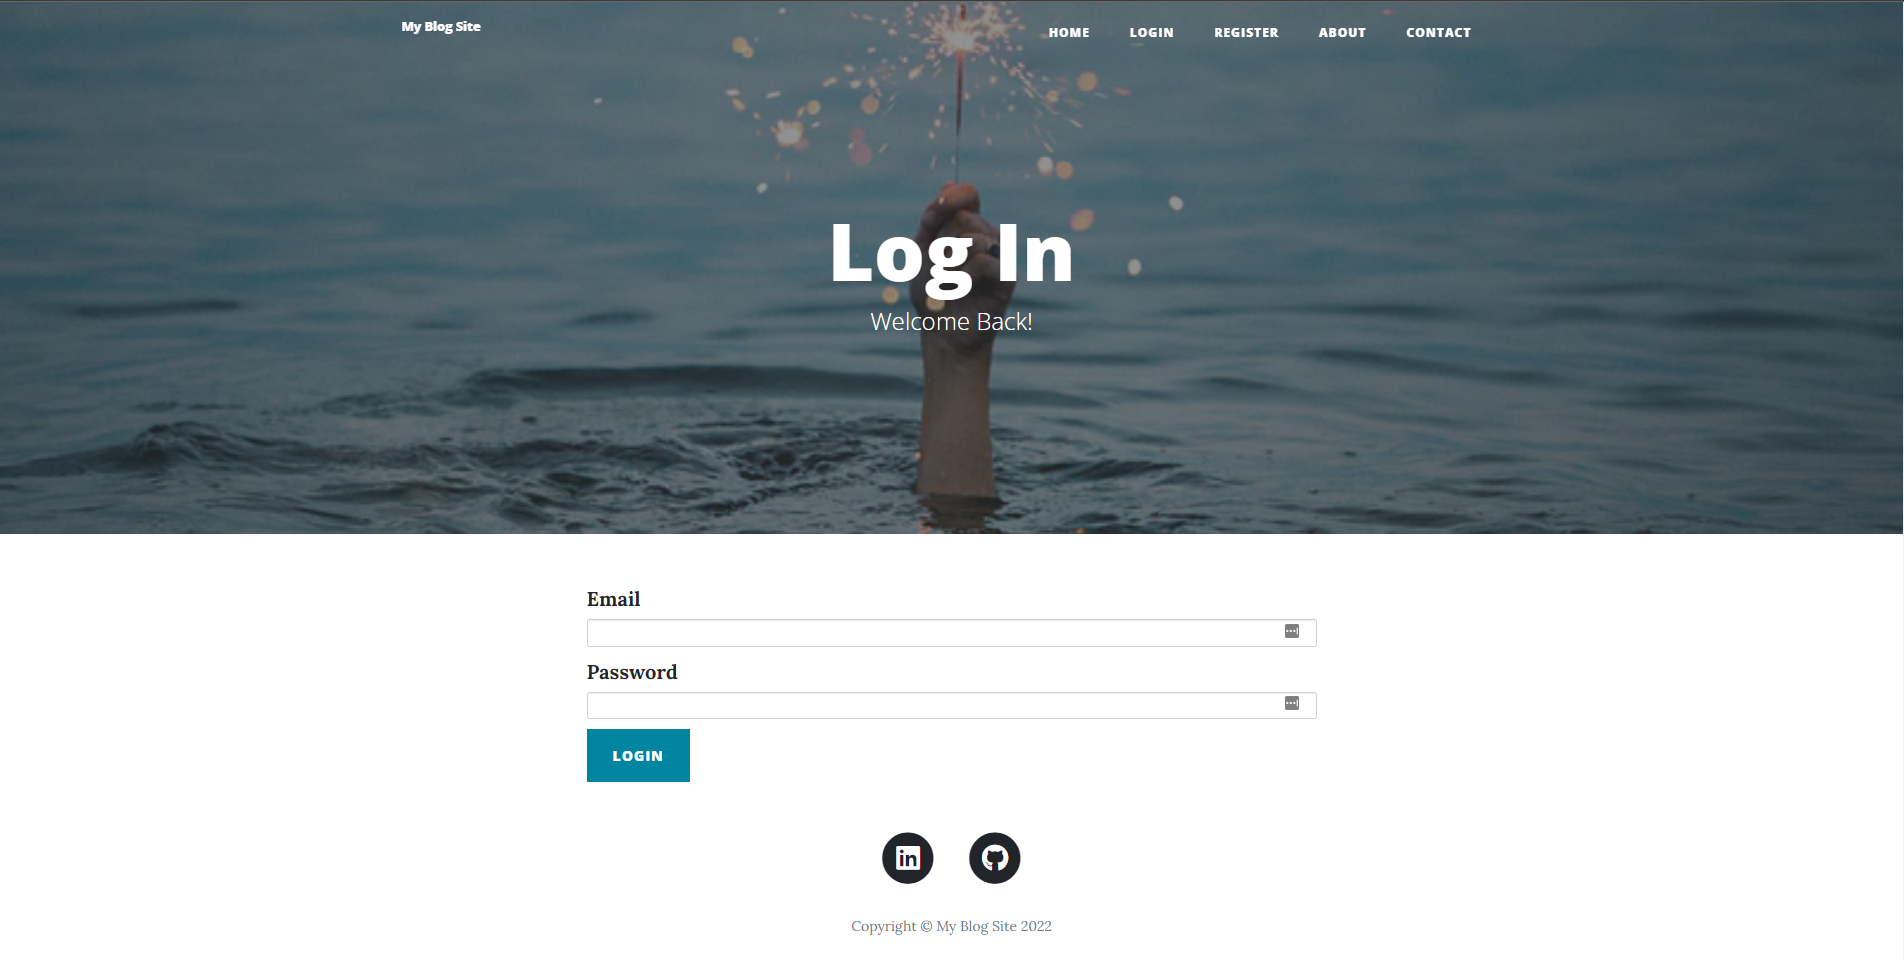 My Blog Site
HOME LOGIN REGISTER ABOUT CONTACT
Log In
Welcome Back!
Email
Password
LOGIN
in
Copyright © My Blog Site 2022